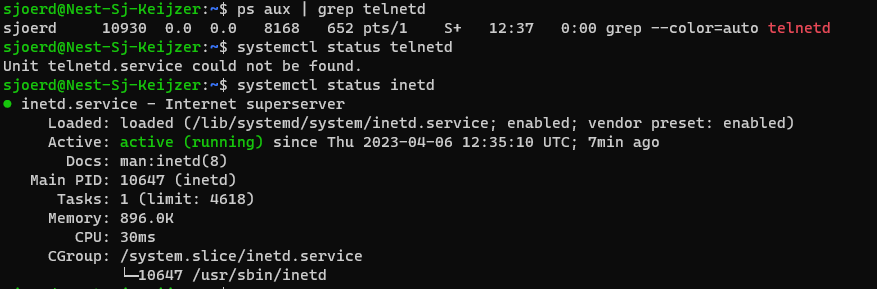 sjoerd@Nest-Sj-Keijzer:~$ ps aux | grep telnetd
sjoerd     10930  0.0  0.0   8168   652 pts/1    S+   12:37   0:00 grep --color=auto telnetd
sjoerd@Nest-Sj-Keijzer:~$ systemctl status telnetd
Unit telnetd.service could not be found.
sjoerd@Nest-Sj-Keijzer:~$ systemctl status inetd
● inetd.service - Internet superserver
     Loaded: loaded (/lib/systemd/system/inetd.service; enabled; vendor preset: enabled)
     Active: active (running) since Thu 2023-04-06 12:35:10 UTC; 7min ago
       Docs: man:inetd(8)
   Main PID: 10647 (inetd)
      Tasks: 1 (limit: 4618)
     Memory: 896.0K
        CPU: 30ms
     CGroup: /system.slice/inetd.service
             └─10647 /usr/sbin/inetd